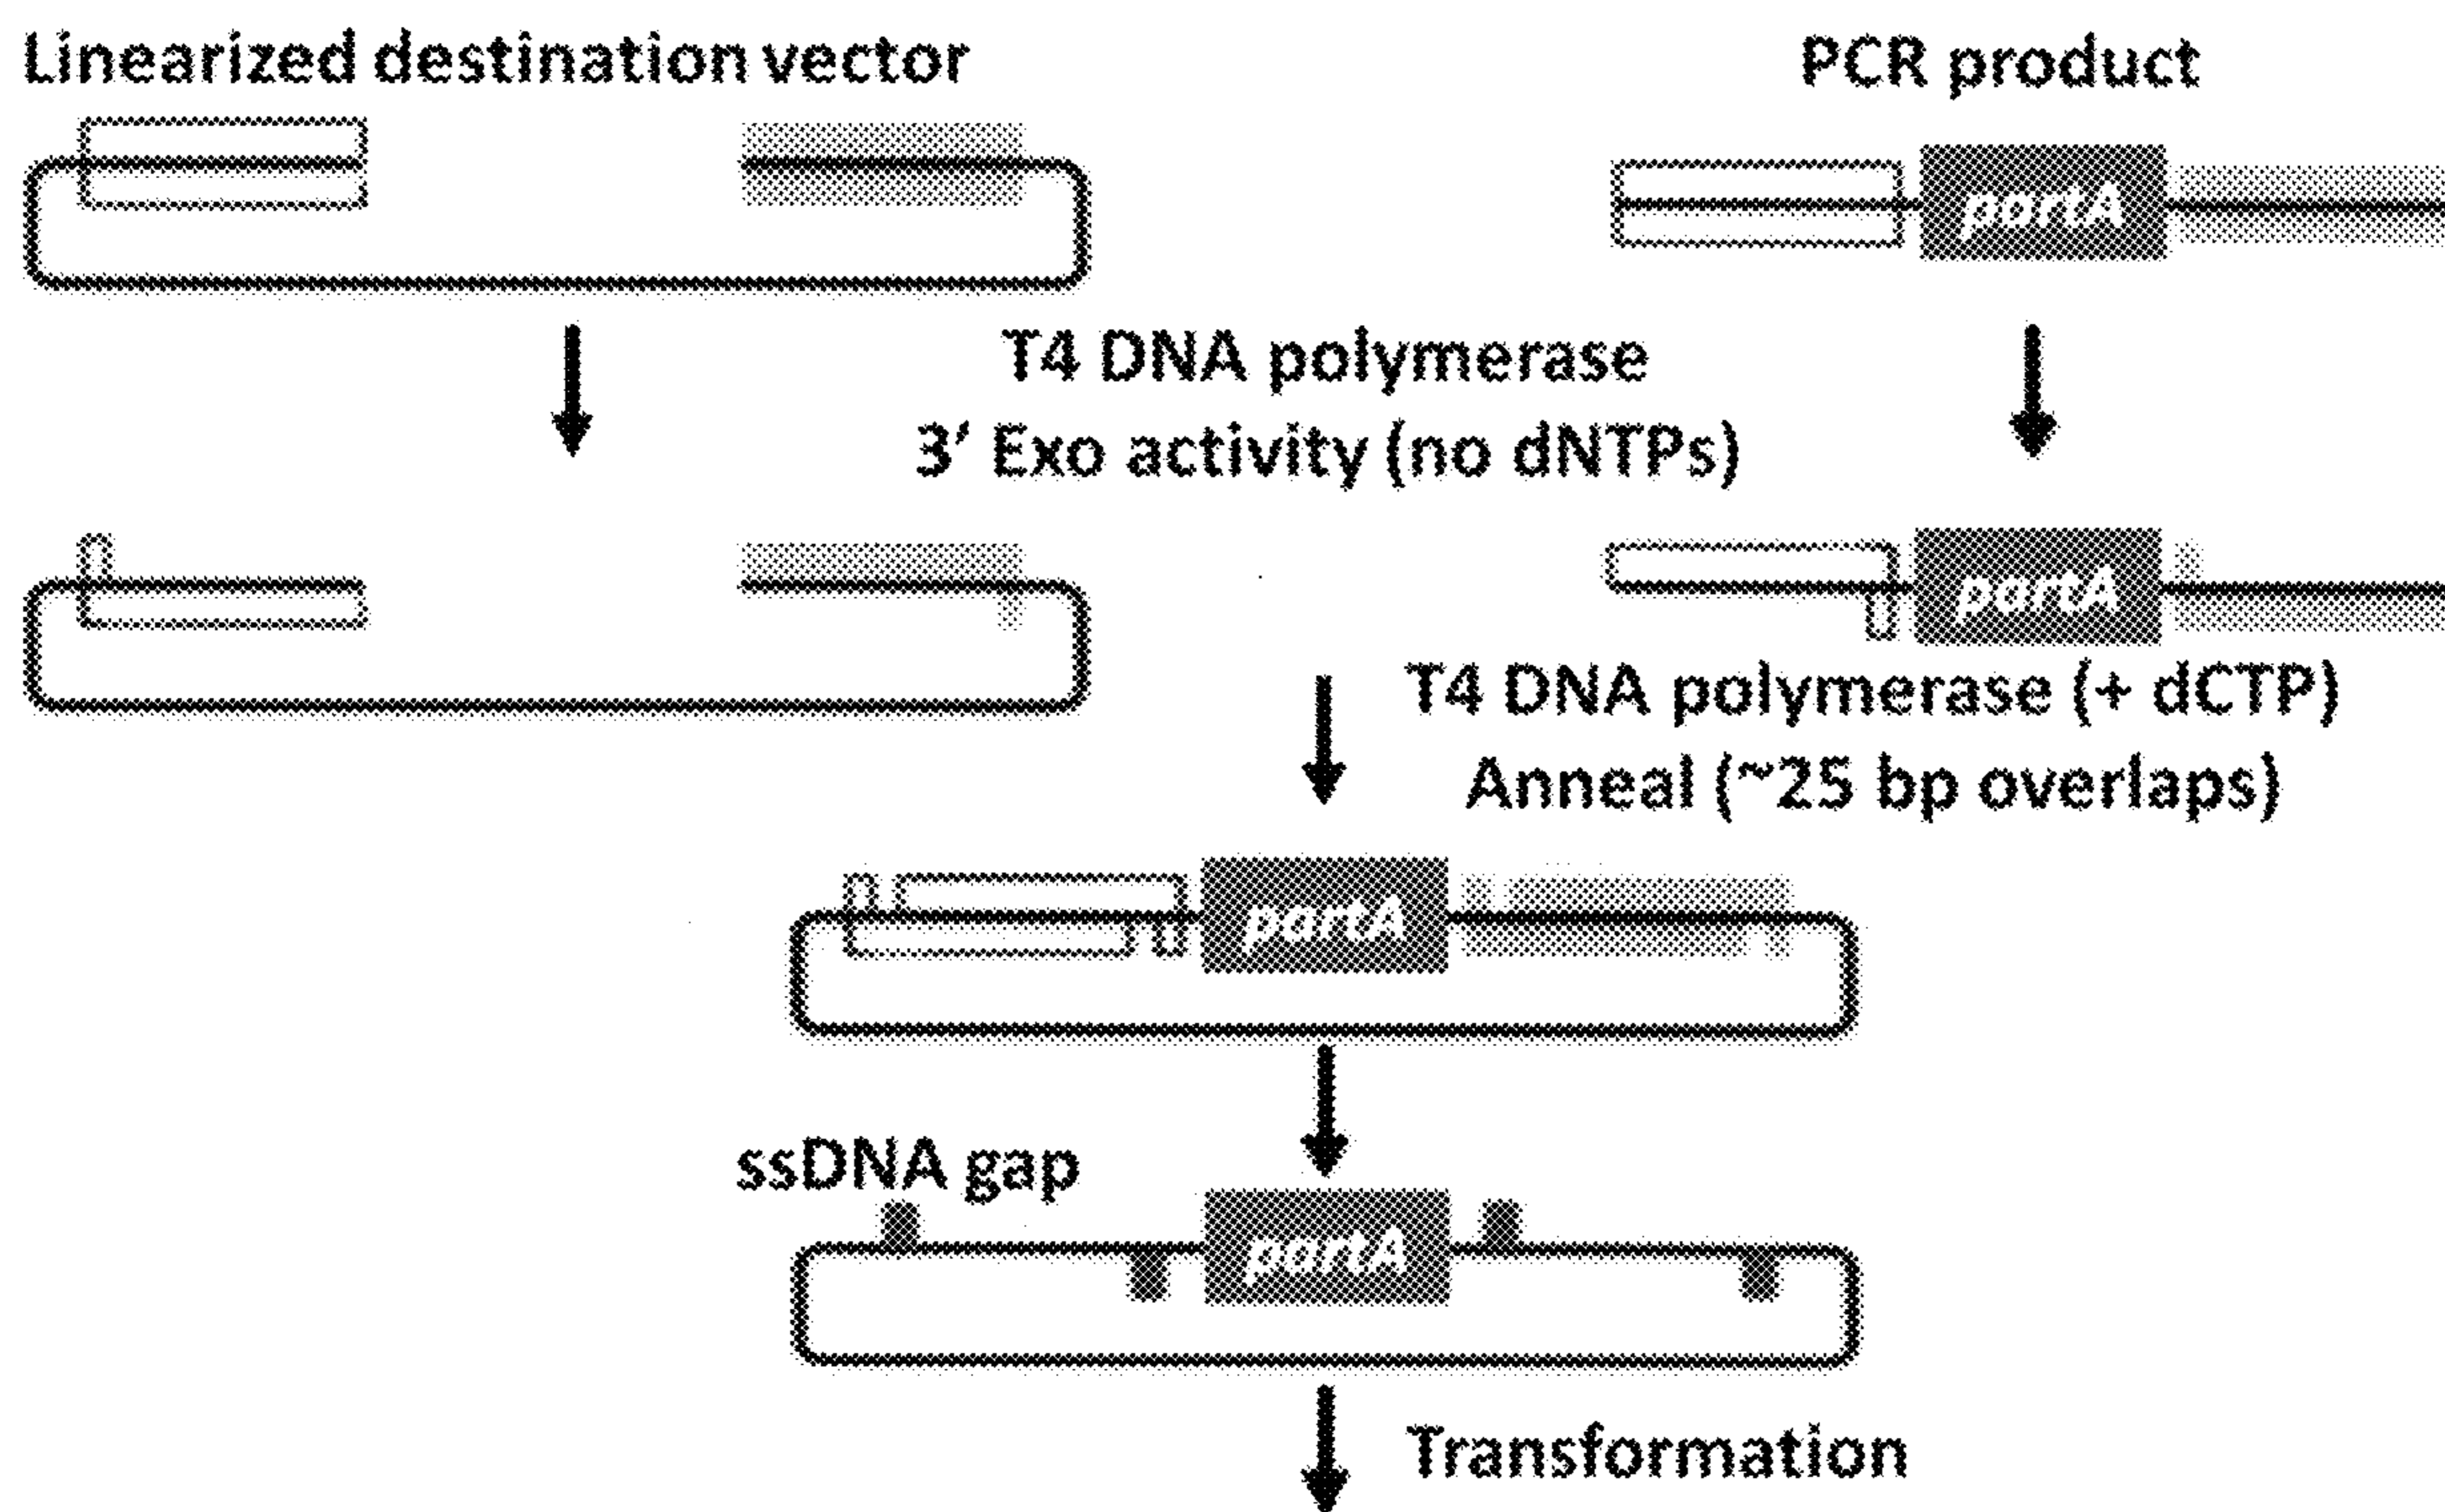 Linearized destination vector
PCR product
partA
T4 DNA polymerase
3' Exo activity (no dNTPs)
partA
T4 DNA polymerase (+ dCTP)
Anneal (~25 bp overlaps)
partA
ssDNA gap
partA
Transformation